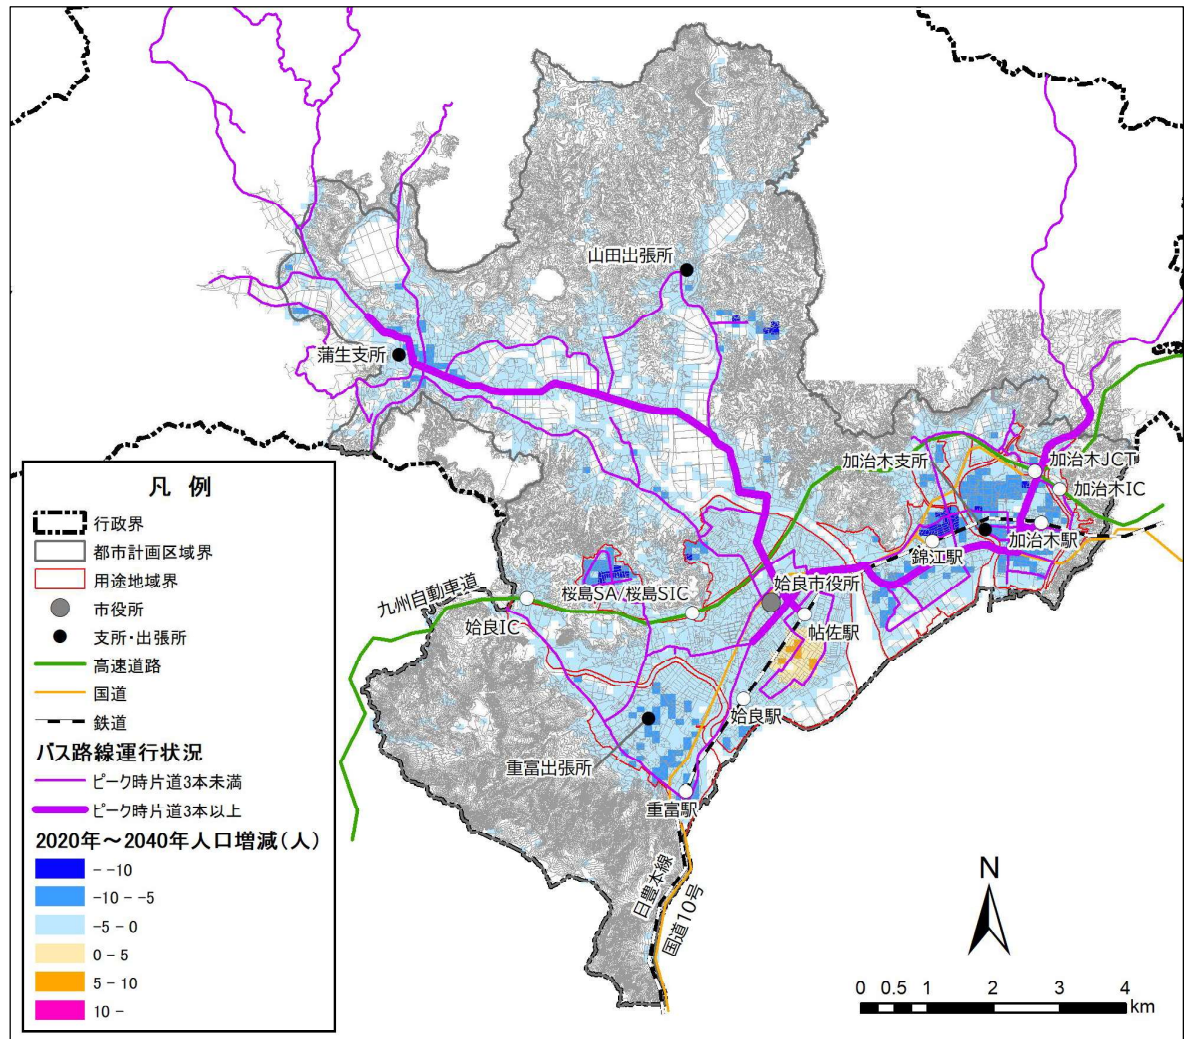 山田出張所
蒲生支所
加治木支所
加治木JCT
加治木IC
加治木駅
錦江駅
九州自動車道
桜島SA/桜島SIC
姶良市役所
姶良IC
帖佐駅
姶良駅
重富出張所
重富駅
日豊本線
国道10号
凡 例
行政界
都市計画区域界
用途地域界
市役所
支所・出張所
高速道路
国道
鉄道
バス路線運行状況
ピーク時片道3本未満
ピーク時片道3本以上
2020年～2040年人口増減(人)
- -10
-10 - -5
-5 - 0
0 - 5
5 - 10
10 -
N
0 0.5 1 2 3 4
km